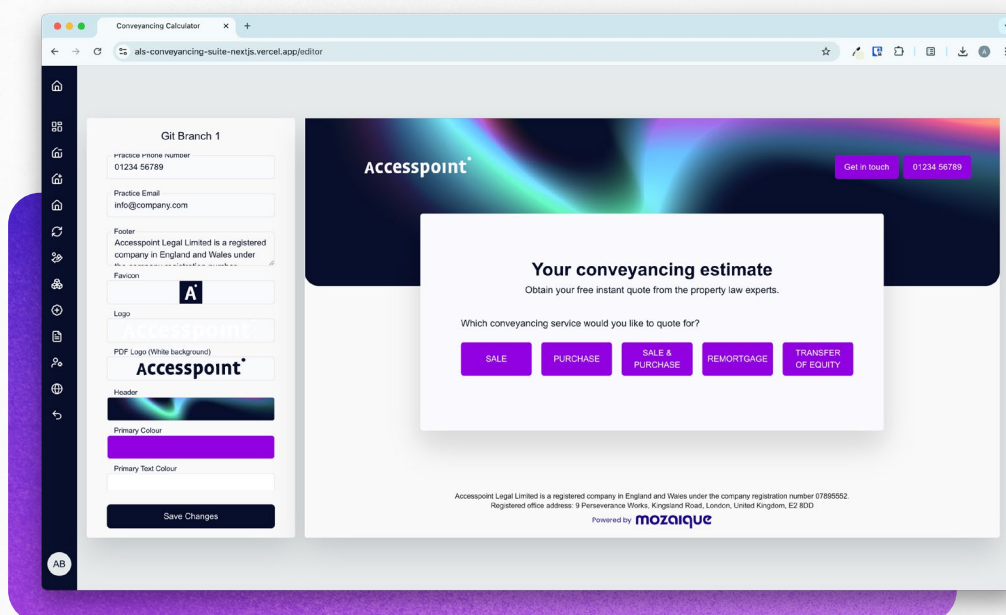 Conveyancing Calculator
als-conveyancing-suite-nextjs.vercel.app/editor
A
Git Branch 1
Practice Phone Number
01234 56789
Practice Email
info@company.com
Footer
Accesspoint Legal Limited is a registered
company in England and Wales under
the company registration number
Favicon
A
Logo
Accesspoint
PDF Logo (White background)
Accesspoint
Header
Primary Colour
Primary Text Colour
Save Changes
AB
Accesspoint
Get in touch
01234 56789
Your conveyancing estimate
Obtain your free instant quote from the property law experts.
Which conveyancing service would you like to quote for?
SALE
PURCHASE
SALE &
PURCHASE
REMORTGAGE
TRANSFER
OF EQUITY
Accesspoint Legal Limited is a registered company in England and Wales under the company registration number 07895552.
Registered office address: 9 Perseverance Works, Kingsland Road, London, United Kingdom, E2 8DD
Powered by mozaique